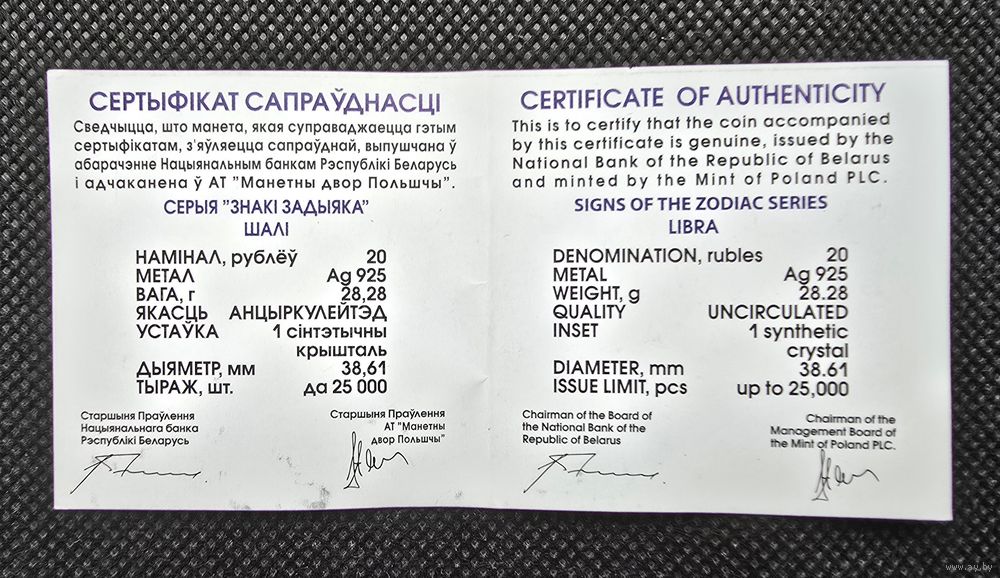 СЕРТЫФІКАТ САПРАЎДНАСЦІ
Сведчыцца, што манета, якая суправаджаецца гэтым
сертыфікатам, з'яўляецца сапраўднай, выпушчана ў
абарачэнне Нацыянальным банкам Рэспублікі Беларусь
і адчаканена ў АТ "Манетны двор Польшчы".
СЕРЫЯ "ЗНАКІ ЗАДЫЯКА"
ШАЛІ
НАМІНАЛ, рублёў 20
МЕТАЛ Ag 925
ВАГА, г 28,28
ЯКАСЦЬ АНЦЫРКУЛЕЙТЭД
УСТАЎКА 1 сінтэтычны
крышталь
ДЫЯМЕТР, мм 38,61
ТЫРАЖ, шт. да 25 000
Старшыня Праўлення
Нацыянальнага банка
Рэспублікі Беларусь
Старшыня Праўлення
АТ "Манетны
двор Польшчы"
CERTIFICATE OF AUTHENTICITY
This is to certify that the coin accompanied
by this certificate is genuine, issued by the
National Bank of the Republic of Belarus
and minted by the Mint of Poland PLC.
SIGNS OF THE ZODIAC SERIES
LIBRA
DENOMINATION, rubles 20
METAL Ag 925
WEIGHT, g 28.28
QUALITY UNCIRCULATED
INSET 1 synthetic
crystal
DIAMETER, mm 38.61
ISSUE LIMIT, pcs up to 25,000
Chairman of the Board of
the National Bank of the
Republic of Belarus
Chairman of the
Management Board of
the Mint of Poland PLC.
www.ay.by